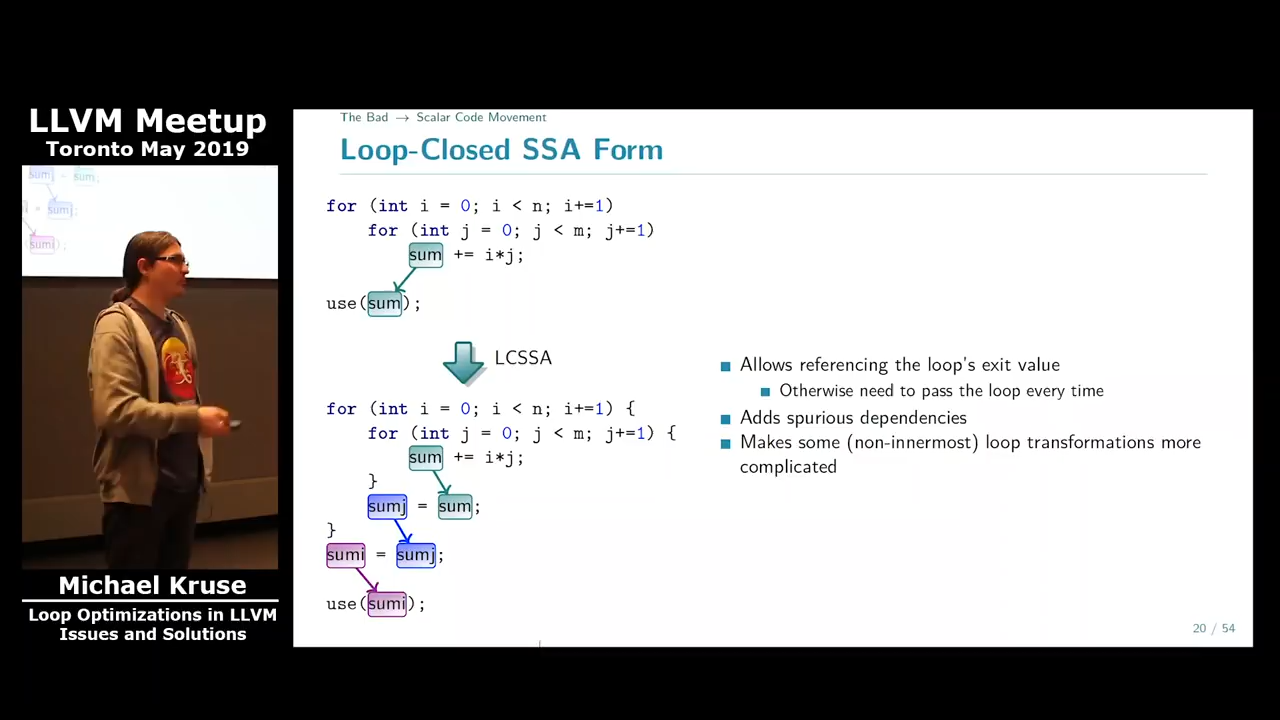 LLVM Meetup
Toronto May 2019
sumj = sum;
= sumj;
(sumi);
Michael Kruse
Loop Optimizations in LLVM
Issues and Solutions
The Bad → Scalar Code Movement
Loop-Closed SSA Form
for (int i = 0; i < n; i+=1)
for (int j = 0; j < m; j+=1)
sum += i*j;
use(sum);
LCSSA
for (int i = 0; i < n; i+=1) {
for (int j = 0; j < m; j+=1) {
sum += i*j;
}
sumj = sum;
}
sumi = sumj;
use(sumi);
Allows referencing the loop's exit value
Otherwise need to pass the loop every time
Adds spurious dependencies
Makes some (non-innermost) loop transformations more
complicated
20 / 54